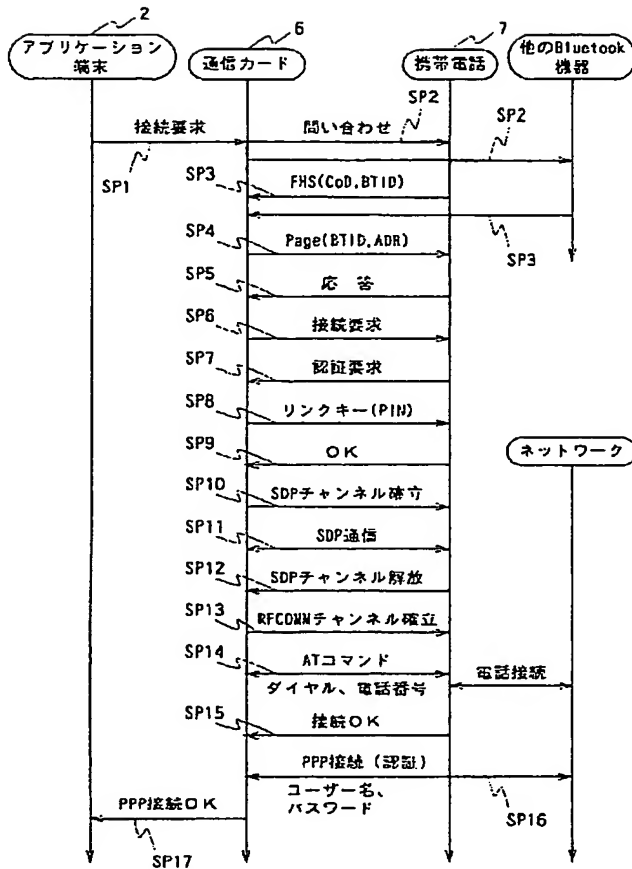 2
アプリケーション
端末
6
通信カード
7
携帯電話
他のBluetook
機器
接続要求
SP1
問い合わせ
SP2
SP2
SP3
FHS(CoD,BTID)
SP3
SP4
Page(BTID,ADR)
SP5
応 答
SP6
接続要求
SP7
認証要求
SP8
リンクキー(PIN)
SP9
OK
ネットワーク
SP10
SDPチャンネル確立
SP11
SDP通信
SP12
SDPチャンネル解放
SP13
RFCOMMチャンネル確立
SP14
ATコマンド
ダイヤル、電話番号
電話接続
SP15
接続OK
PPP接続(認証)
ユーザー名、
パスワード
SP16
PPP接続OK
SP17